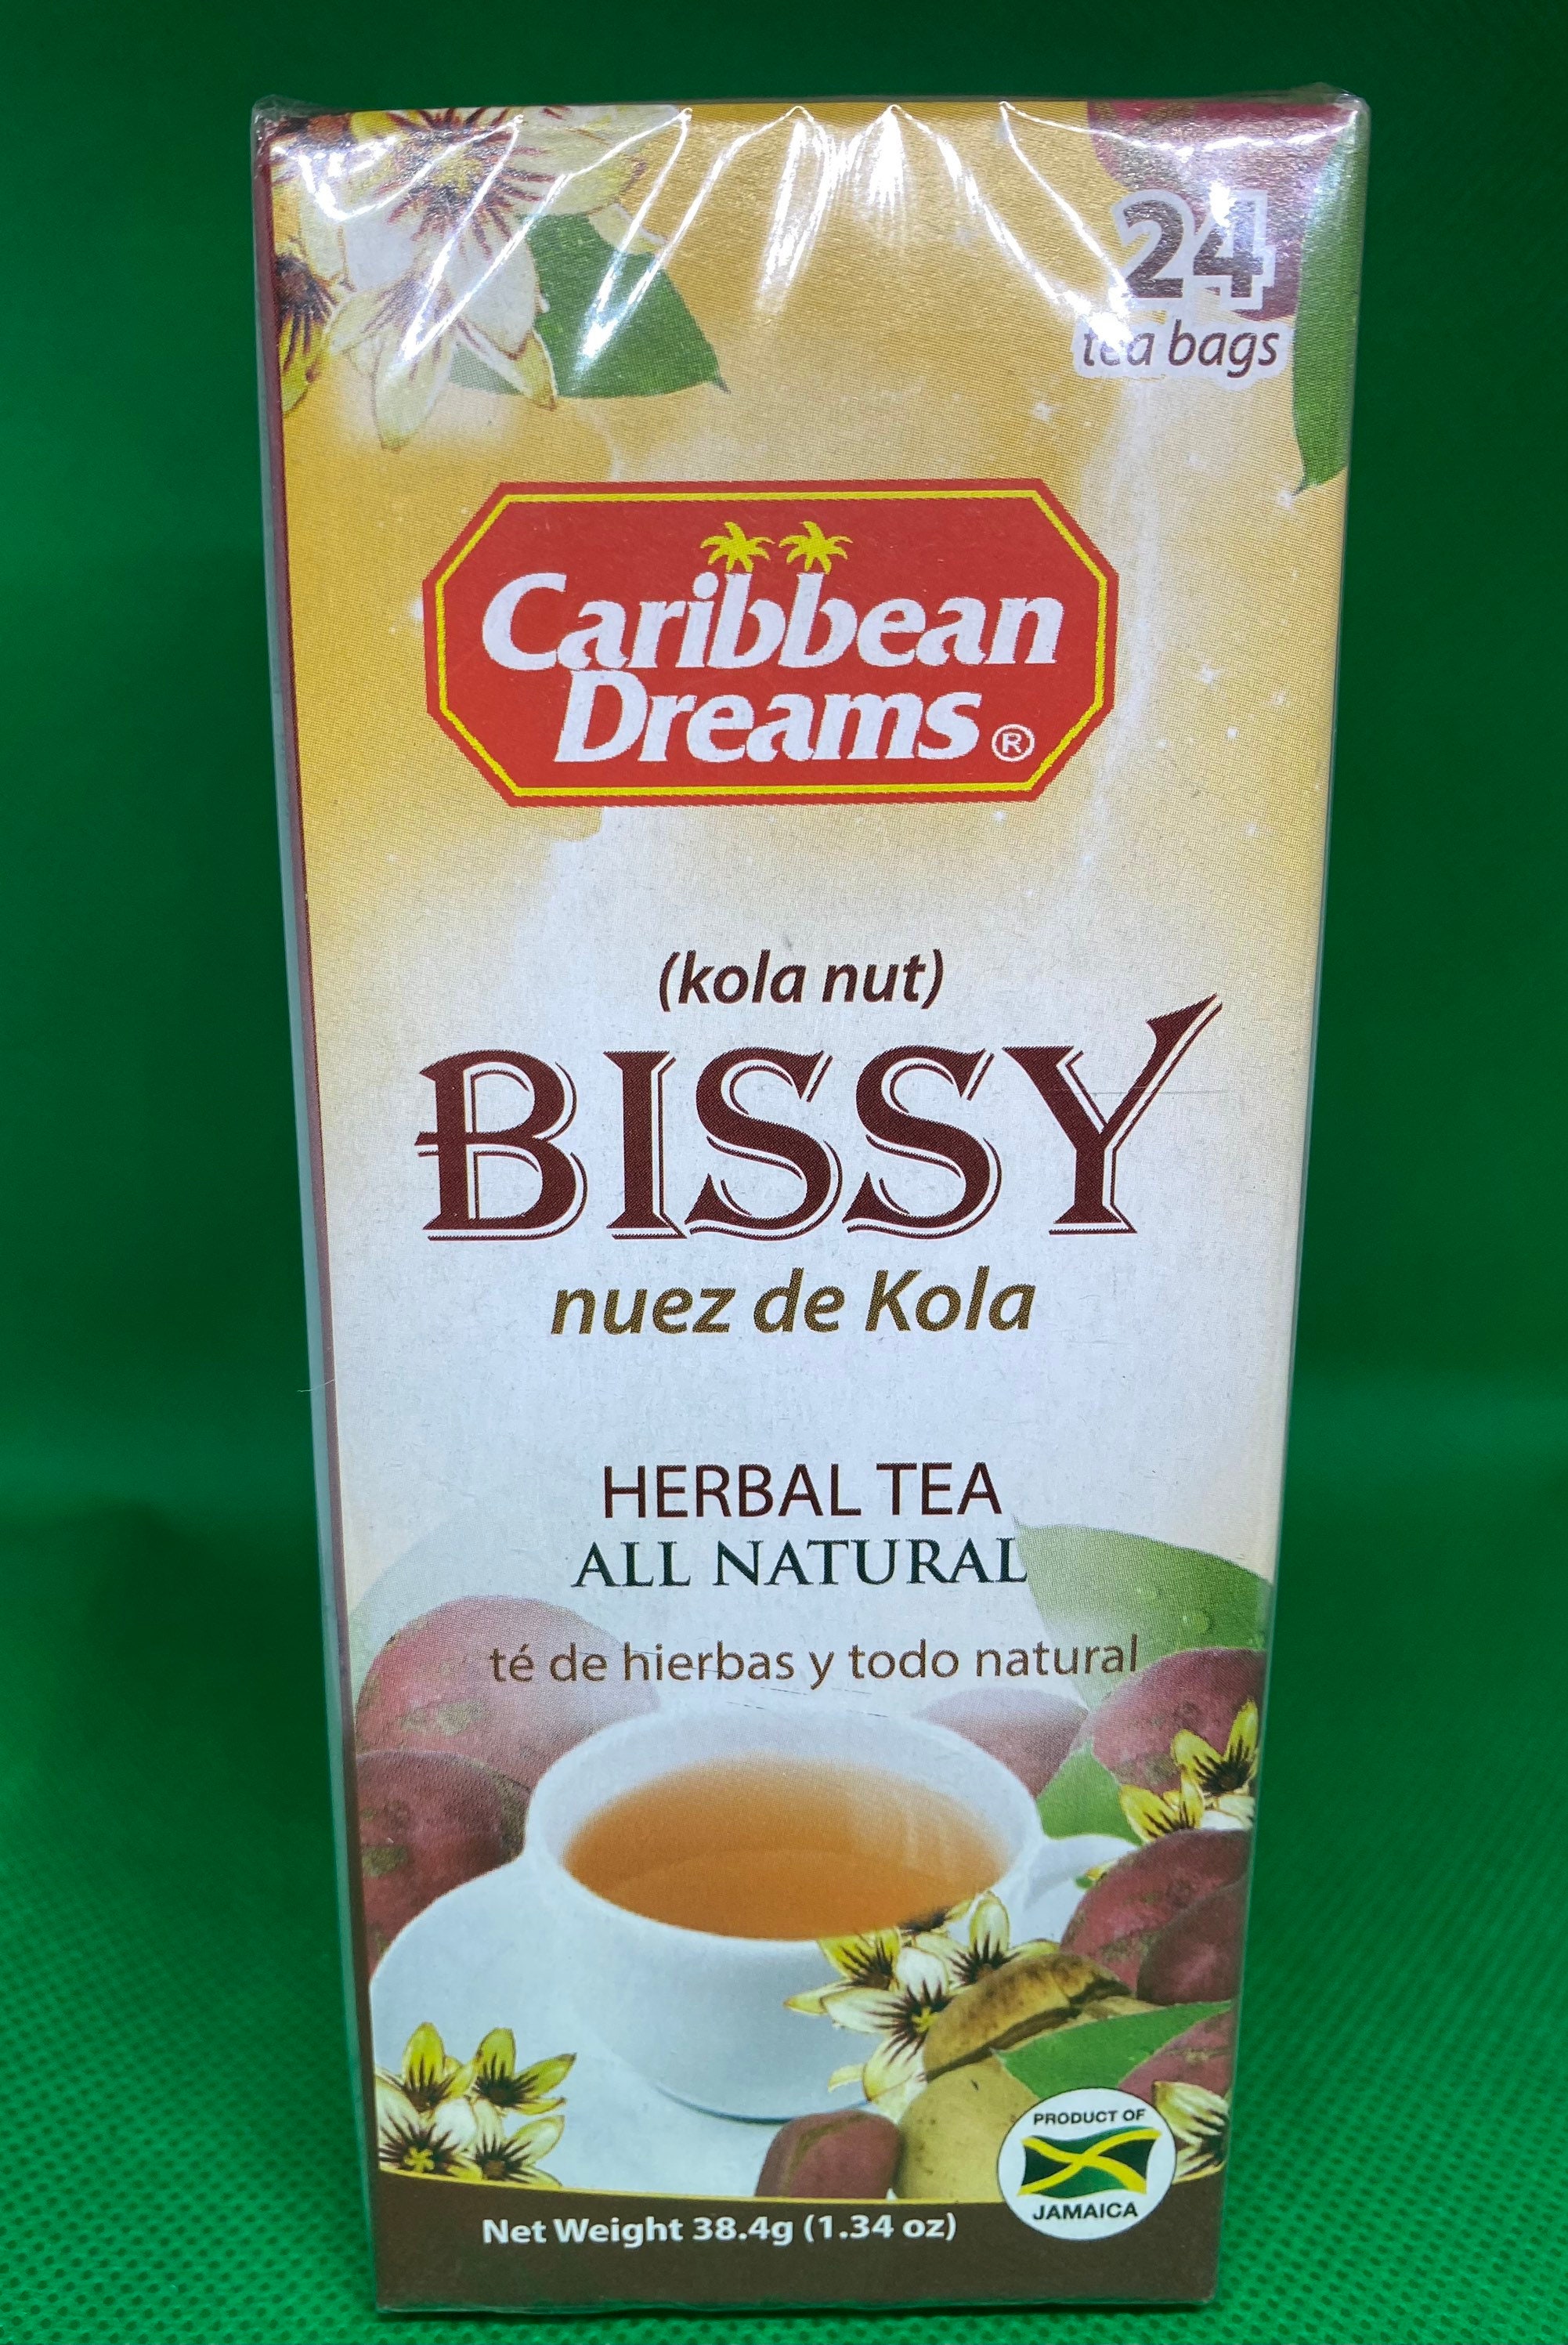 24
tea bags
Caribbean
Dreams®
(kola nut)
BISSY
nuez de Kola
HERBAL TEA
ALL NATURAL
té de hierbas y todo natural
PRODUCT OF
JAMAICA
Net Weight 38.4g (1.34 oz)